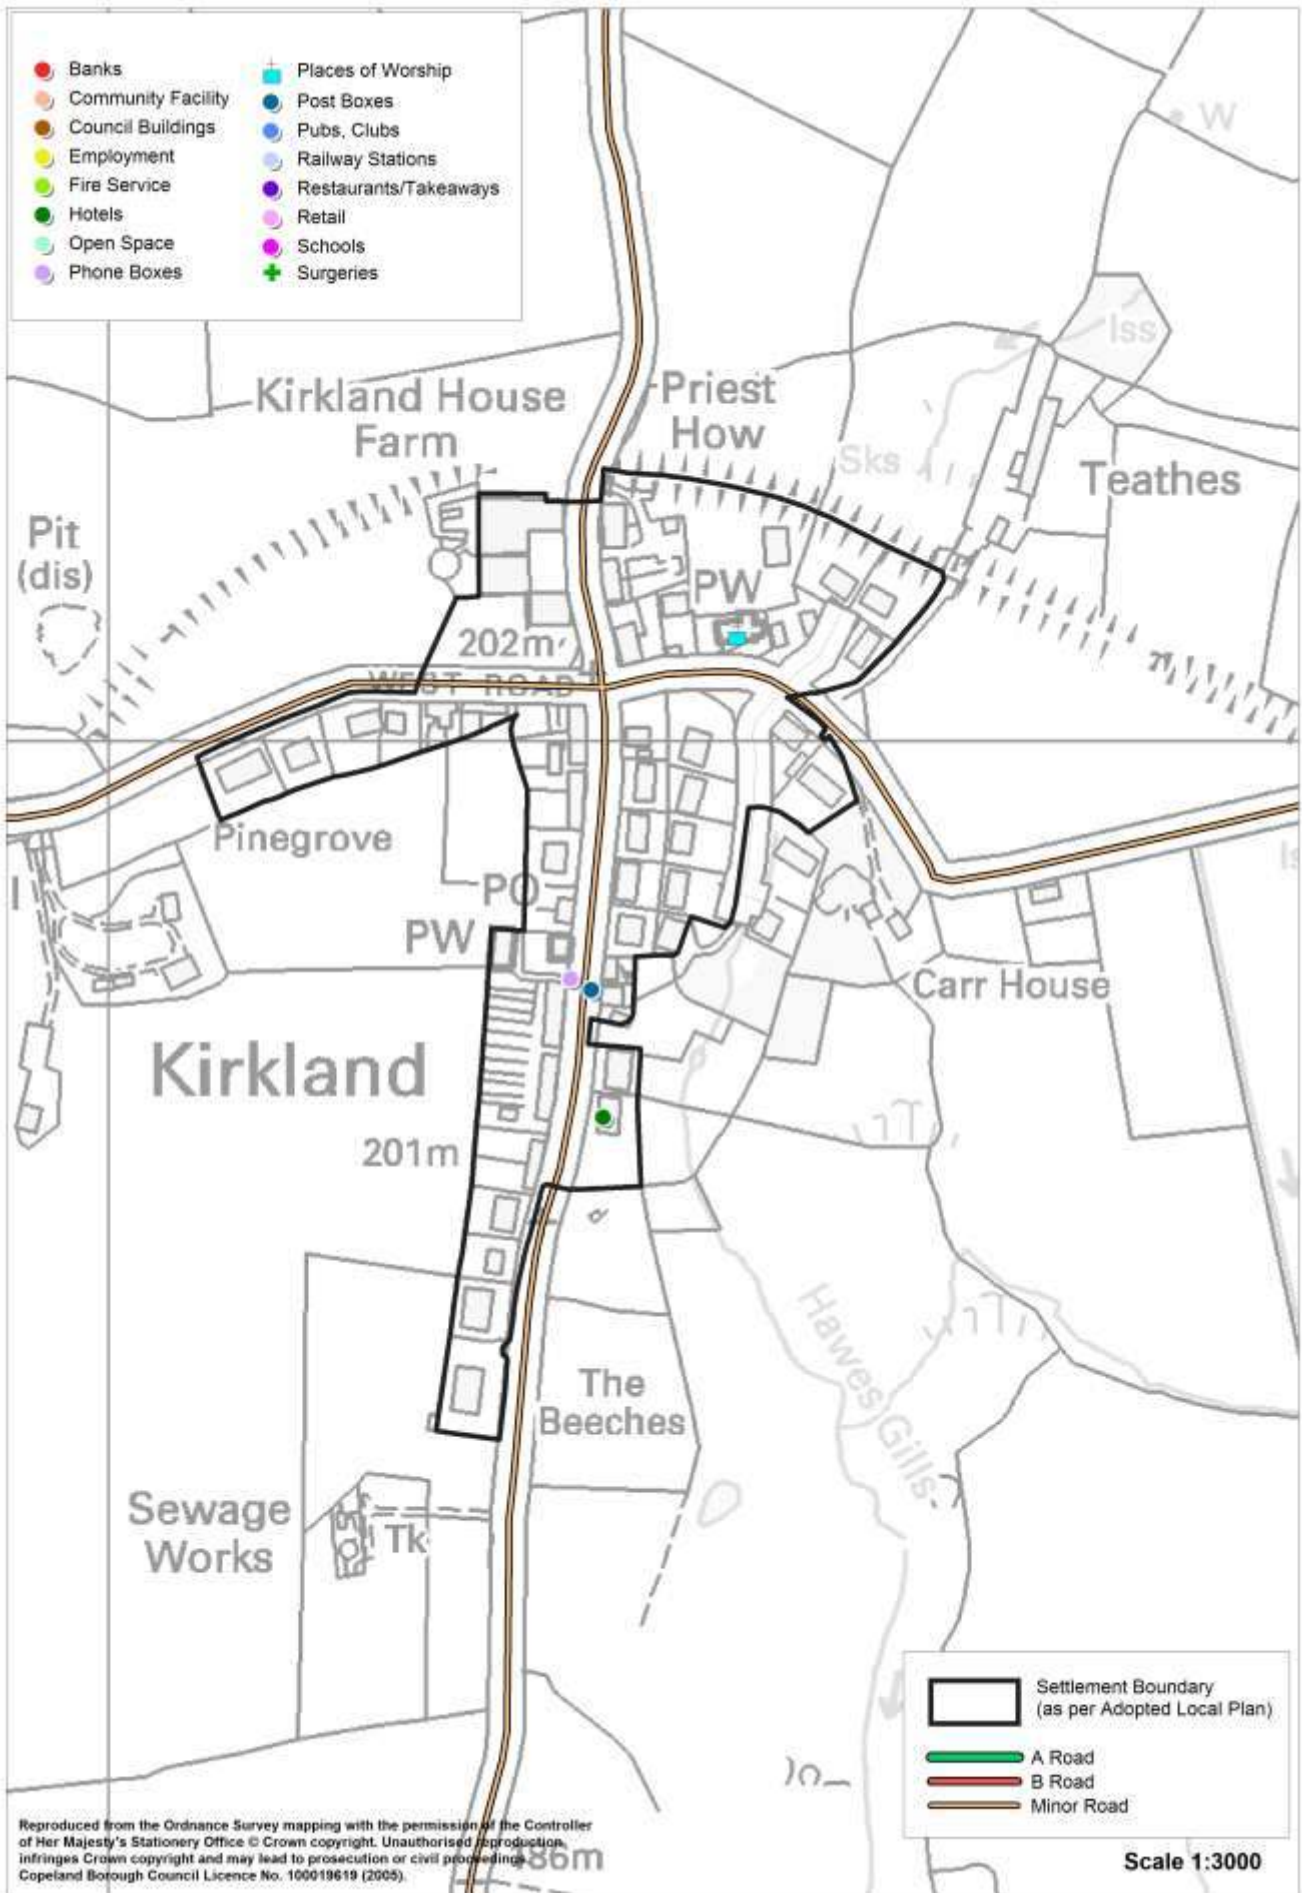 Banks
Community Facility
Council Buildings
Employment
Fire Service
Hotels
Open Space
Phone Boxes
Places of Worship
Post Boxes
Pubs, Clubs
Railway Stations
Restaurants/Takeaways
Retail
Schools
Surgeries
W
Iss
Kirkland House
Farm
Priest
How
Sks
Teathes
Pit
(dis)
PW
202m
WEST ROAD
Pinegrove
PO
PW
Carr House
Kirkland
201m
Hawes Gills
The
Beeches
Sewage
Works
Tk
Settlement Boundary
(as per Adopted Local Plan)
A Road
B Road
Minor Road
Reproduced from the Ordnance Survey mapping with the permission of the Controller
of Her Majesty's Stationery Office © Crown copyright. Unauthorised reproduction
infringes Crown copyright and may lead to prosecution or civil proceedings
Copeland Borough Council Licence No. 100019619 (2005).
86m
Scale 1:3000